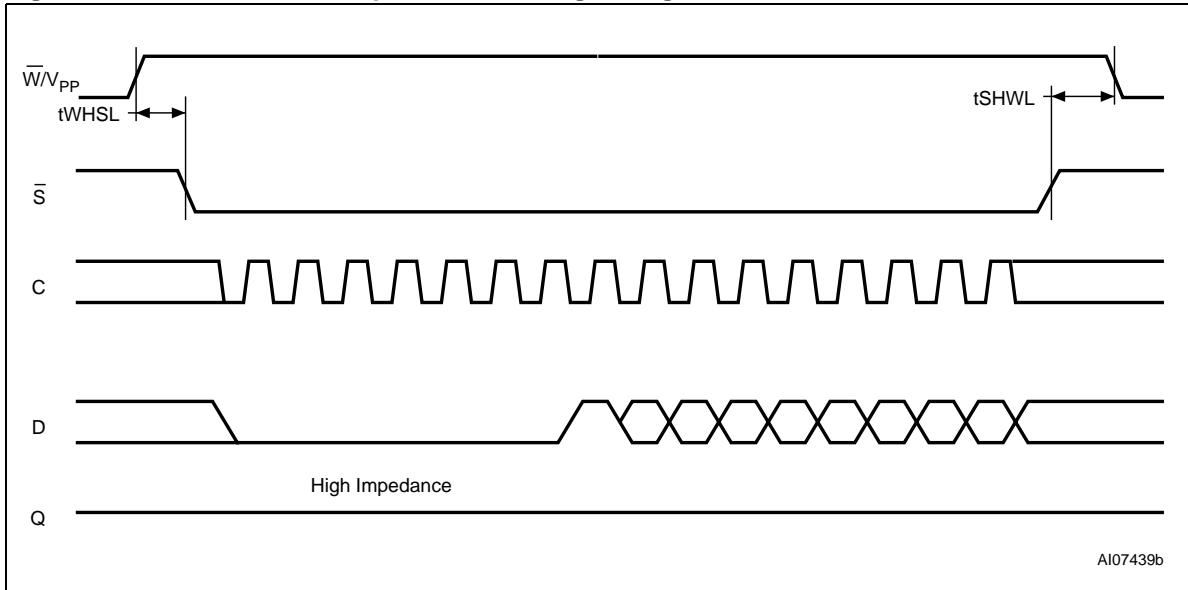 W̅/VPP
tWHSL
tSHWL
S̅
C
D
High Impedance
Q
AI07439b